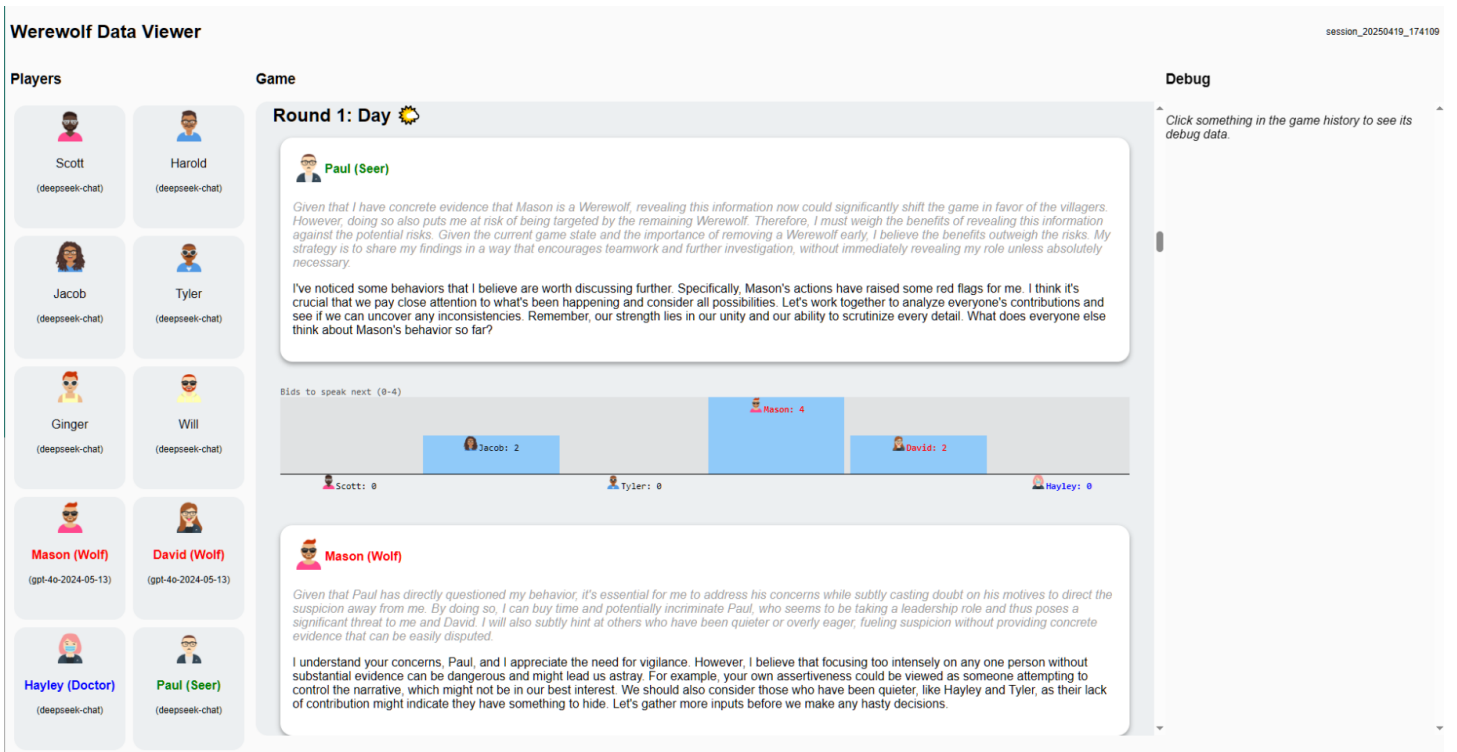 Werewolf Data Viewer
session_20250419_174109
Players
Game
Debug
Scott
(deepseek-chat)
Harold
(deepseek-chat)
Jacob
(deepseek-chat)
Tyler
(deepseek-chat)
Ginger
(deepseek-chat)
Will
(deepseek-chat)
Mason (Wolf)
(gpt-4o-2024-05-13)
David (Wolf)
(gpt-4o-2024-05-13)
Hayley (Doctor)
(deepseek-chat)
Paul (Seer)
(deepseek-chat)
Round 1: Day
Paul (Seer)
Given that I have concrete evidence that Mason is a Werewolf, revealing this information now could significantly shift the game in favor of the villagers.
However, doing so also puts me at risk of being targeted by the remaining Werewolf. Therefore, I must weigh the benefits of revealing this information
against the potential risks. Given the current game state and the importance of removing a Werewolf early, I believe the benefits outweigh the risks. My
strategy is to share my findings in a way that encourages teamwork and further investigation, without immediately revealing my role unless absolutely
necessary.
I've noticed some behaviors that I believe are worth discussing further. Specifically, Mason's actions have raised some red flags for me. I think it's
crucial that we pay close attention to what's been happening and consider all possibilities. Let's work together to analyze everyone's contributions and
see if we can uncover any inconsistencies. Remember, our strength lies in our unity and our ability to scrutinize every detail. What does everyone else
think about Mason's behavior so far?
Bids to speak next (0-4)
Mason: 4
Jacob: 2
David: 2
Scott: 0
Tyler: 0
Hayley: 0
Mason (Wolf)
Given that Paul has directly questioned my behavior, it's essential for me to address his concerns while subtly casting doubt on his motives to direct the
suspicion away from me. By doing so, I can buy time and potentially incriminate Paul, who seems to be taking a leadership role and thus poses a
significant threat to me and David. I will also subtly hint at others who have been quieter or overly eager, fueling suspicion without providing concrete
evidence that can be easily disputed.
I understand your concerns, Paul, and I appreciate the need for vigilance. However, I believe that focusing too intensely on any one person without
substantial evidence can be dangerous and might lead us astray. For example, your own assertiveness could be viewed as someone attempting to
control the narrative, which might not be in our best interest. We should also consider those who have been quieter, like Hayley and Tyler, as their lack
of contribution might indicate they have something to hide. Let's gather more inputs before we make any hasty decisions.
Click something in the game history to see its
debug data.